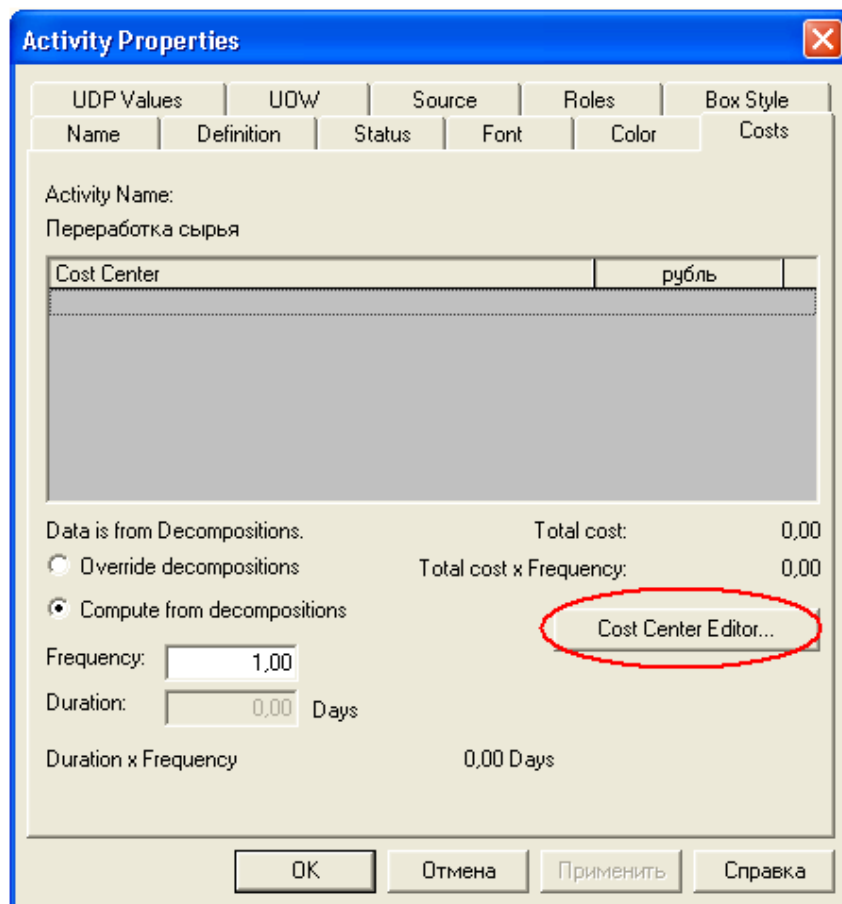 Activity Properties
UDP Values UOW Source Roles Box Style
Name Definition Status Font Color Costs
Activity Name:
Переработка сырья
Cost Center рубль
Data is from Decompositions. Total cost: 0,00
Override decompositions Total cost x Frequency: 0,00
Compute from decompositions
Cost Center Editor...
Frequency: 1,00
Duration: 0,00 Days
Duration x Frequency 0,00 Days
OK Отмена Применить Справка